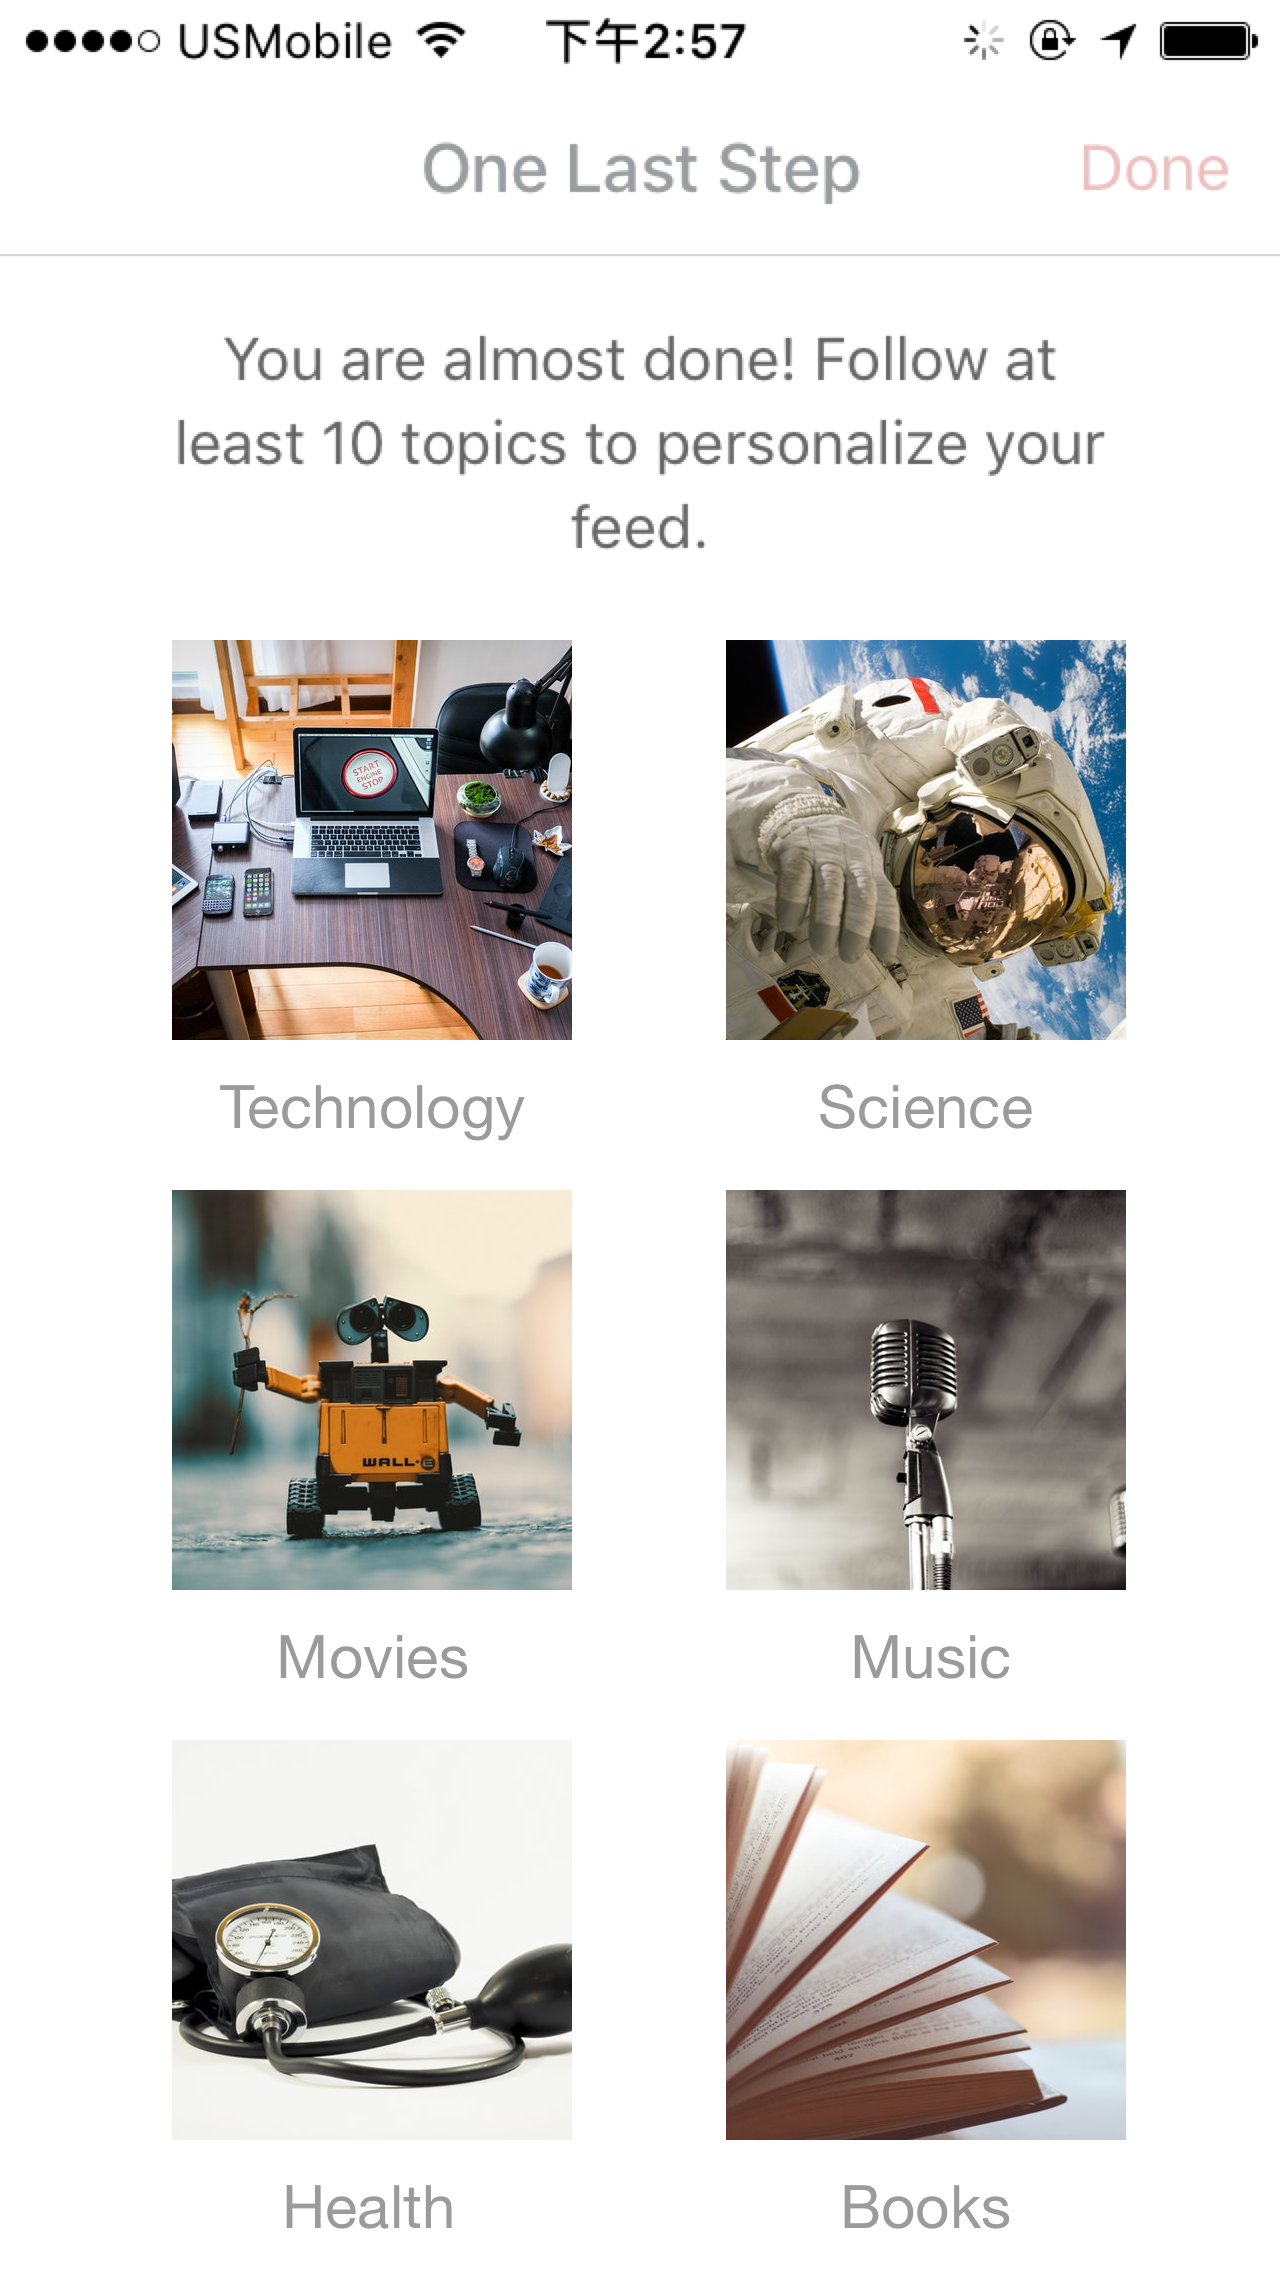 USMobile 下午2:57
One Last Step
Done
You are almost done! Follow at
least 10 topics to personalize your
feed.
START
ENGINE
STOP
Technology
Science
WALL·E
Movies
Music
Health
Books